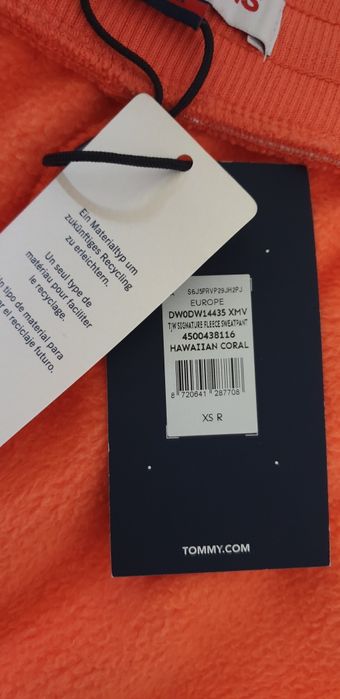 Ein Materialtyp um
zukünftiges Recycling
zu erleichtern.
Un seul type de
matériau pour faciliter
le recyclage.
tipo de material para
el reciclaje futuro.
S6J5PRVP29JH2PJ
EUROPE
DW0DW14435 XMV
TJW SIGNATURE FLEECE SWEATPANT
4500438116
HAWAIIAN CORAL
8 720641 287708
XS R
TOMMY.COM